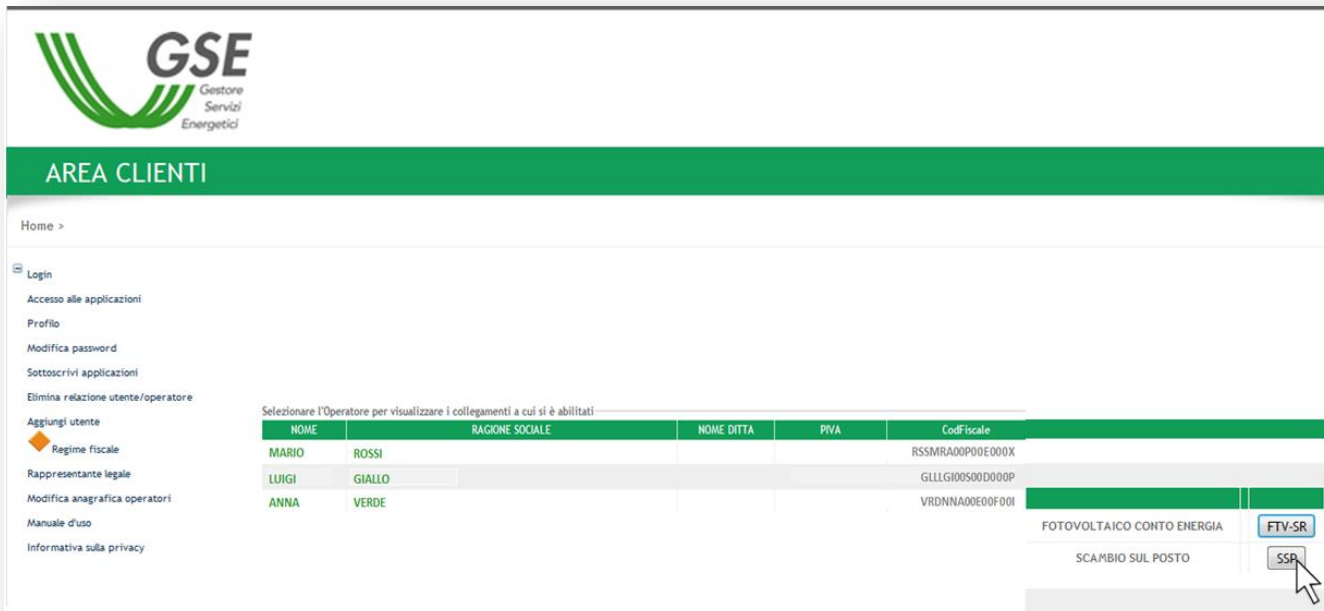 GSE
Gestore
Servizi
Energetici
AREA CLIENTI
Home >
Login
Accesso alle applicazioni
Profilo
Modifica password
Sottoscrivi applicazioni
Elimina relazione utente/operatore
Aggiungi utente
Regime fiscale
Rappresentante legale
Modifica anagrafica operatori
Manuale d'uso
Informativa sulla privacy
Selezionare l'Operatore per visualizzare i collegamenti a cui si è abilitati
NOME RAGIONE SOCIALE NOME DITTA PIVA CodFiscale
MARIO ROSSI RSSMRA00P00E000X
LUIGI GIALLO GLLLGI00S00D000P
ANNA VERDE VRDNNA00E00F00I
FOTOVOLTAICO CONTO ENERGIA FTV-SR
SCAMBIO SUL POSTO SSP